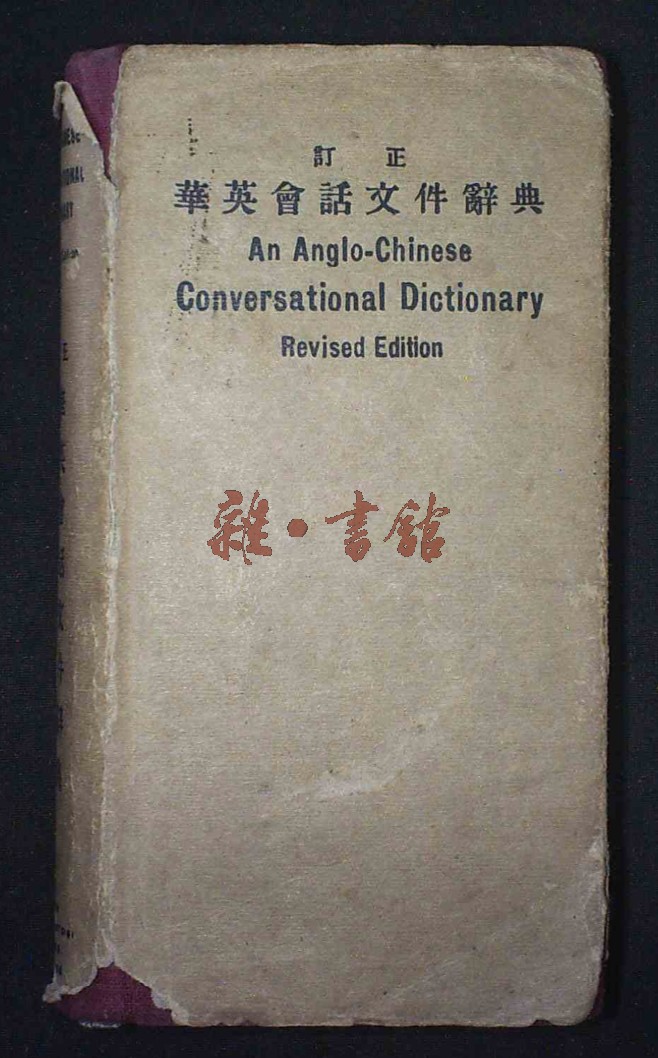 訂正
華英會話文件辭典
An Anglo-Chinese
Conversational Dictionary
Revised Edition
雜·書館